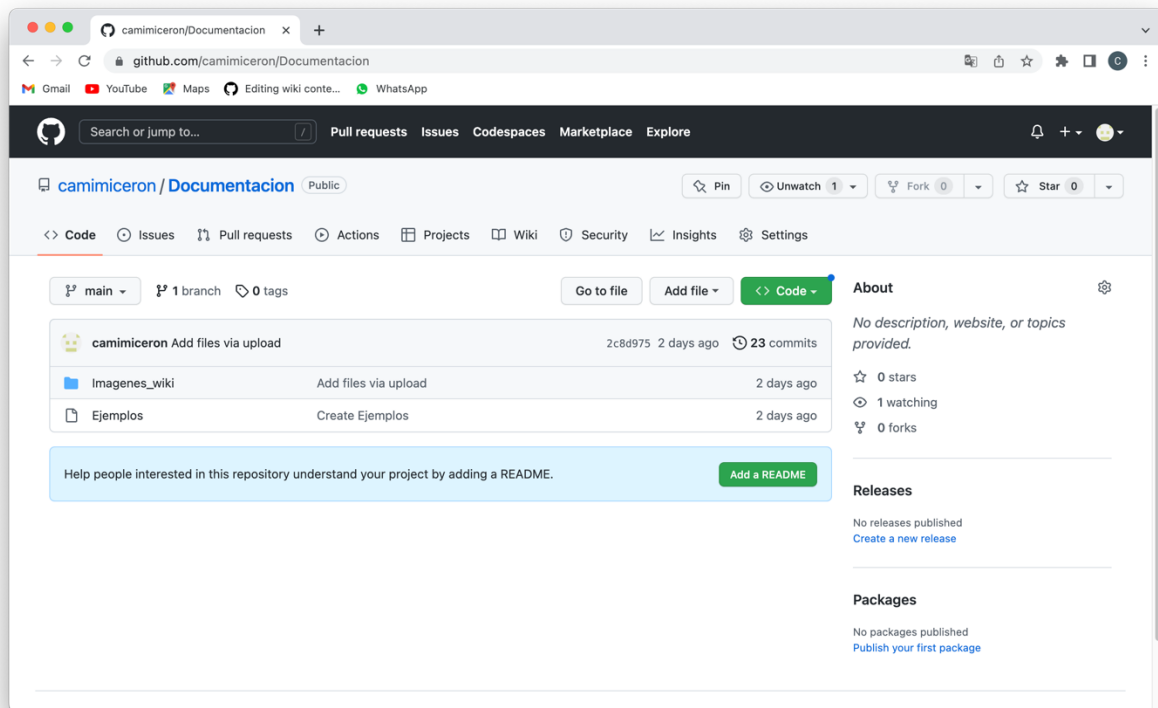 camimiceron/Documentacion
github.com/camimiceron/Documentacion
C
Gmail YouTube Maps Editing wiki conte... WhatsApp
Search or jump to... / Pull requests Issues Codespaces Marketplace Explore
camimiceron / Documentacion Public
Pin Unwatch 1 Fork 0 Star 0
Code Issues Pull requests Actions Projects Wiki Security Insights Settings
main 1 branch 0 tags Go to file Add file Code
About
No description, website, or topics
provided.
camimiceron Add files via upload 2c8d975 2 days ago 23 commits
Imagenes_wiki Add files via upload 2 days ago
Ejemplos Create Ejemplos 2 days ago
0 stars
1 watching
0 forks
Help people interested in this repository understand your project by adding a README. Add a README
Releases
No releases published
Create a new release
Packages
No packages published
Publish your first package